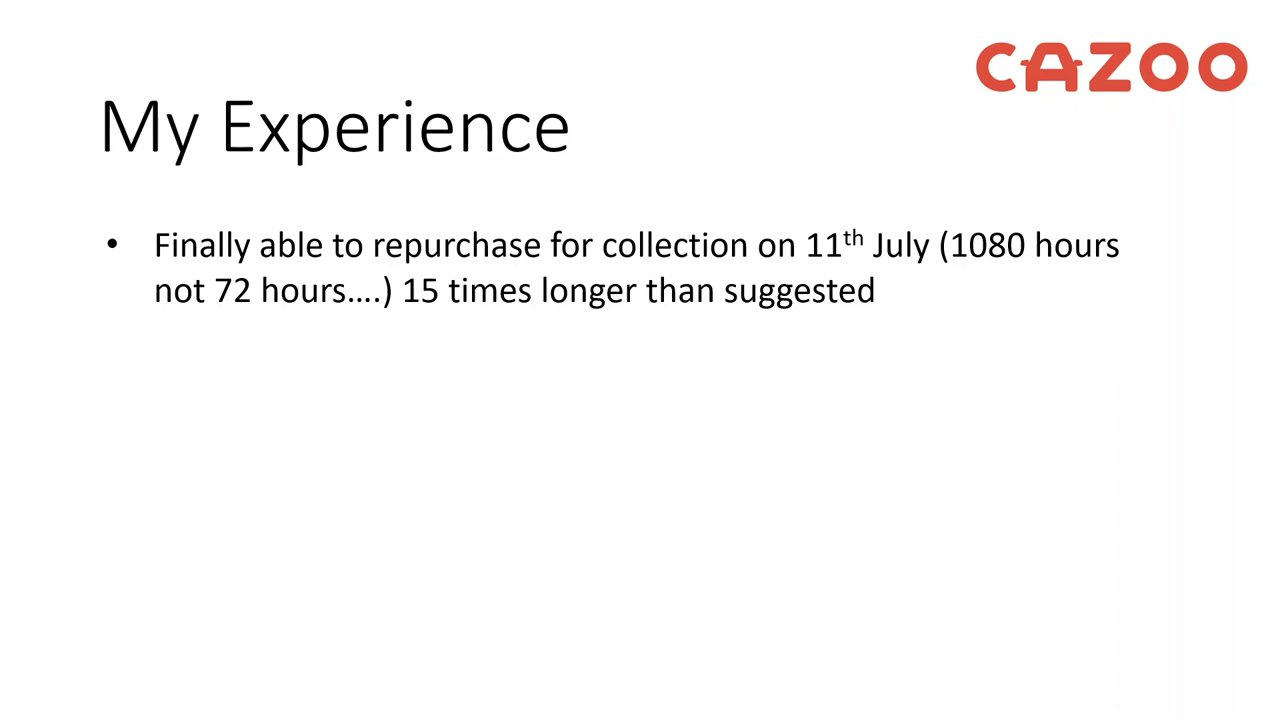 CAZOO
My Experience
• Finally able to repurchase for collection on 11th July (1080 hours
not 72 hours....) 15 times longer than suggested